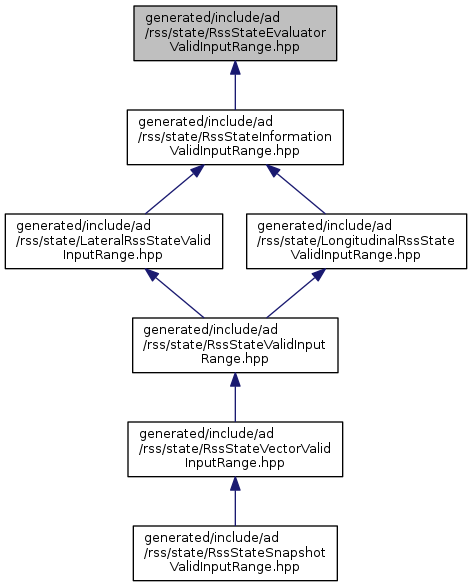 generated/include/ad
/rss/state/RssStateEvaluator
ValidInputRange.hpp
generated/include/ad
/rss/state/RssStateInformation
ValidInputRange.hpp
generated/include/ad
/rss/state/LateralRssStateValid
InputRange.hpp
generated/include/ad
/rss/state/LongitudinalRssState
ValidInputRange.hpp
generated/include/ad
/rss/state/RssStateValidInput
Range.hpp
generated/include/ad
/rss/state/RssStateVectorValid
InputRange.hpp
generated/include/ad
/rss/state/RssStateSnapshot
ValidInputRange.hpp